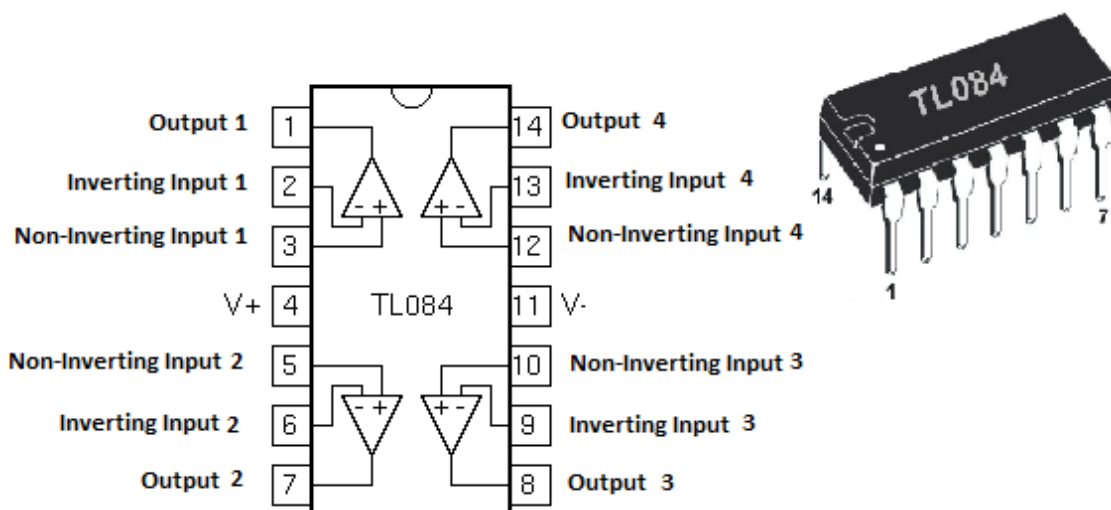 TL084
Output 1 1 14 Output 4
Inverting Input 1 2 13 Inverting Input 4
Non-Inverting Input 1 3 12 Non-Inverting Input 4
- + + -
V+ 4 TL084 11 V-
Non-Inverting Input 2 5 10 Non-Inverting Input 3
- + + -
Inverting Input 2 6 9 Inverting Input 3
Output 2 7 8 Output 3
14
7
1